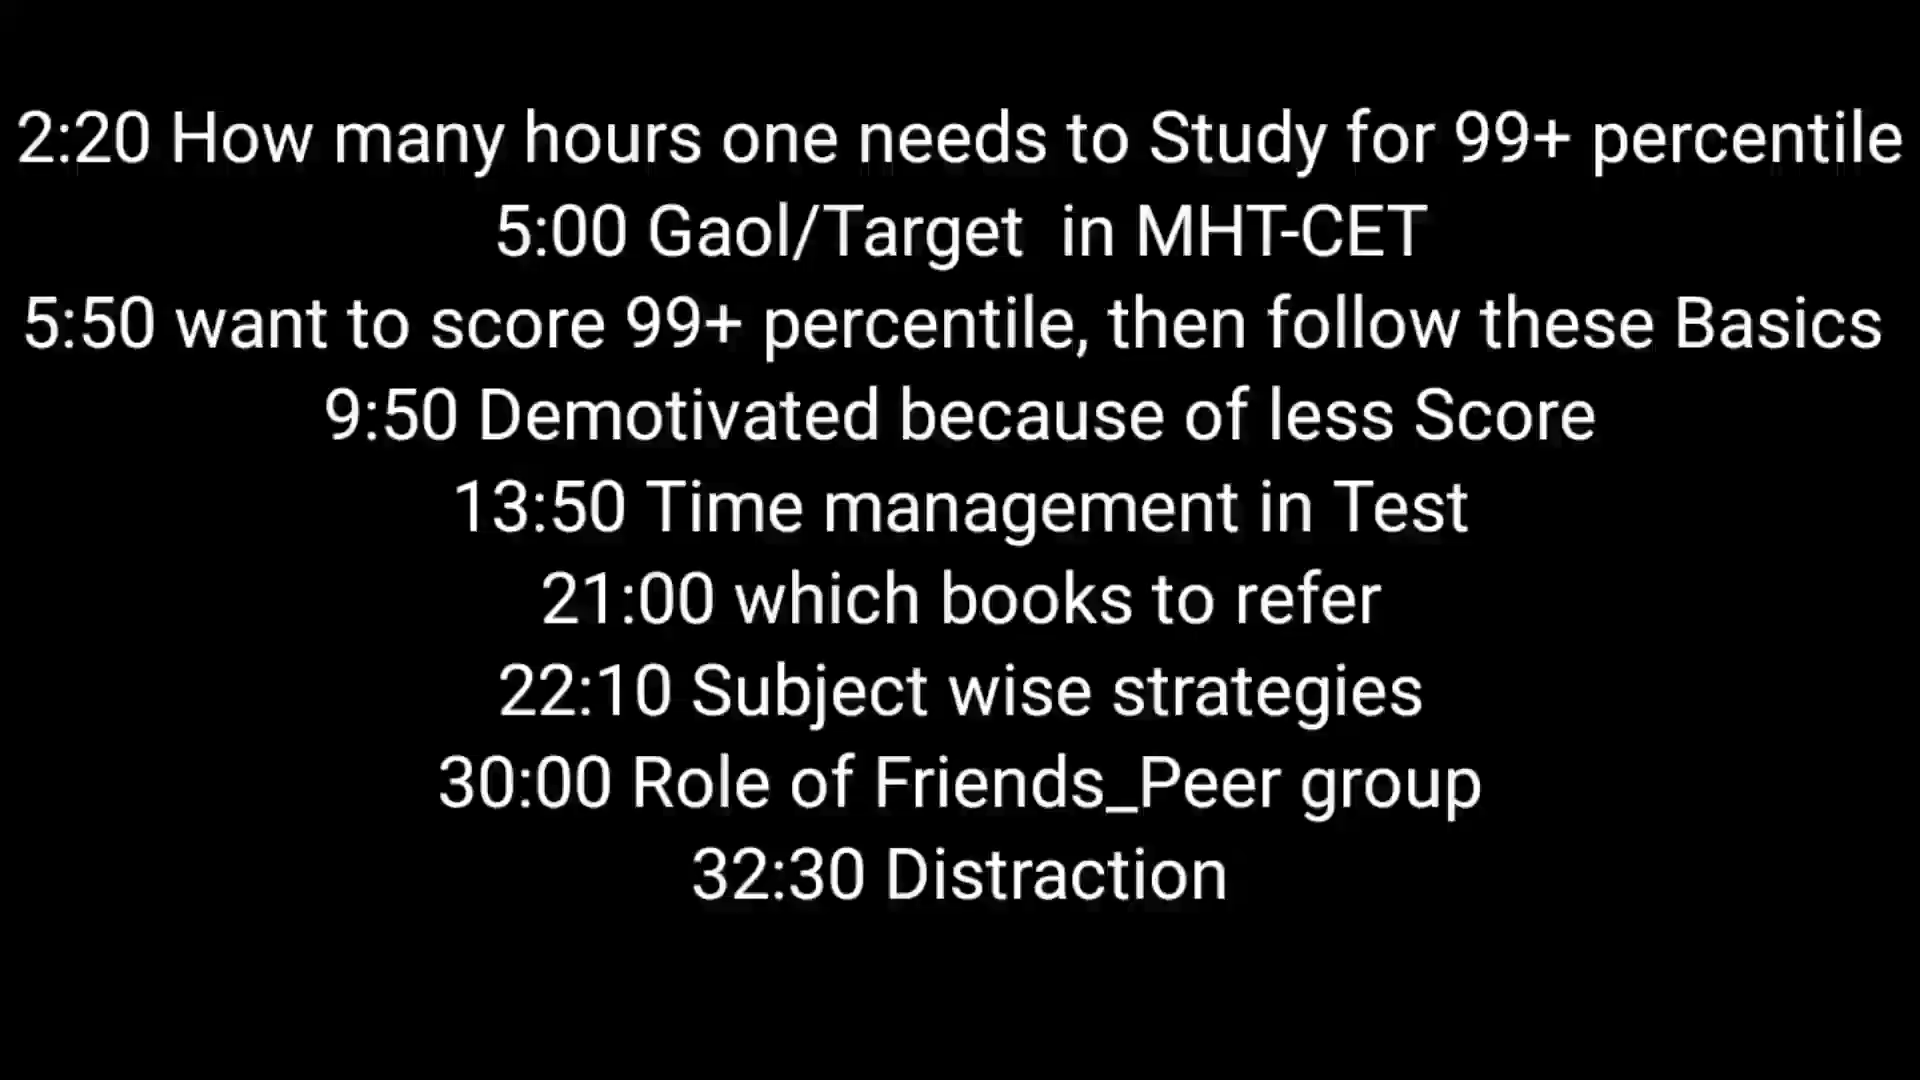 2:20 How many hours one needs to Study for 99+ percentile
5:00 Gaol/Target in MHT-CET
5:50 want to score 99+ percentile, then follow these Basics
9:50 Demotivated because of less Score
13:50 Time management in Test
21:00 which books to refer
22:10 Subject wise strategies
30:00 Role of Friends_Peer group
32:30 Distraction